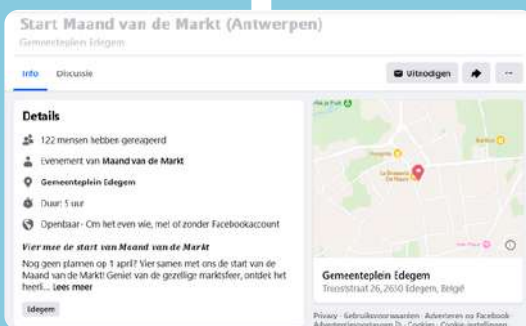 Start Maand van de Markt (Antwerpen)
Gemeenteplein Edegem
Info Discussie
Uitnodigen
Details
122 mensen hebben gereageerd
Evenement van Maand van de Markt
Gemeenteplein Edegem
Duur: 5 uur
Openbaar · Om het even wie, met of zonder Facebookaccount
Vier mee de start van Maand van de Markt
Nog geen plannen op 1 april? Vier samen met ons de start van de
Maand van de Markt! Geniet van de gezellige marktsfeer, ontdek het
heerli... Lees meer
Edegem
Gemeenteplein Edegem
26, 2650 Edegem, België
Privacy · Gebruiksvoorwaarden · Adverteren op Facebook ·
Cookies · Cookie-instellingen